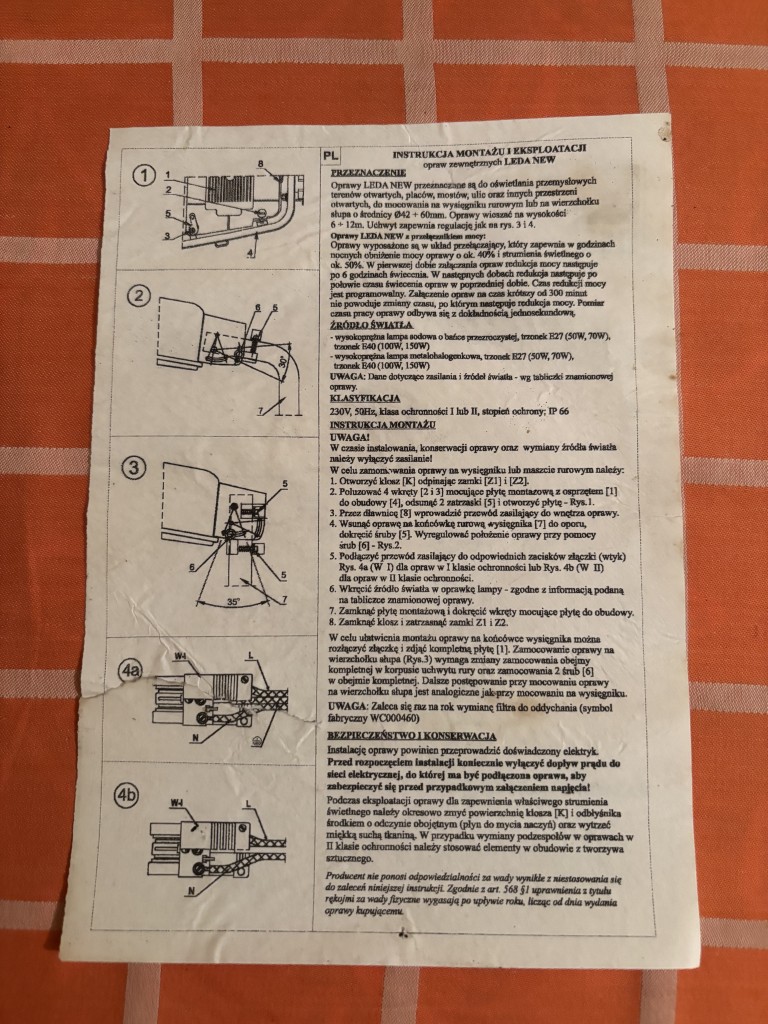 1
1
2
5
3
8
4
2
6
5
30°
7
3
5
6
5
35°
7
4a
W-I
L
N
4b
W-I
L
N
PL
INSTRUKCJA MONTAŻU I EKSPLOATACJI
opraw zewnętrznych LEDA NEW
PRZEZNACZENIE
Oprawy LEDA NEW przeznaczone są do oświetlania przemysłowych
terenów otwartych, placów, mostów, ulic oraz innych przestrzeni
otwartych, do mocowania na wysięgniku rurowym lub na wierzchołku
słupa o średnicy Ø42 ÷ 60mm. Oprawy wieszać na wysokości
6 ÷ 12m. Uchwyt zapewnia regulację jak na rys. 3 i 4.
Oprawy LEDA NEW z przełącznikiem mocy:
Oprawy wyposażone są w układ przełączający, który zapewnia w godzinach
nocnych obniżenie mocy oprawy o ok. 40% i strumienia świetlnego o
ok. 50%. W pierwszej dobie załączania opraw redukcja mocy następuje
po 6 godzinach świecenia. W następnych dobach redukcja następuje po
połowie czasu świecenia opraw w poprzedniej dobie. Czas redukcji mocy
jest programowalny. Załączenie opraw na czas krótszy od 300 minut
nie powoduje zmiany czasu, po którym następuje redukcja mocy. Pomiar
czasu pracy oprawy odbywa się z dokładnością jednosekundową.
ŹRÓDŁO ŚWIATŁA
- wysokoprężna lampa sodowa o bańce przezroczystej, trzonek E27 (50W, 70W),
trzonek E40 (100W, 150W)
- wysokoprężna lampa metalohalogenkowa, trzonek E27 (50W, 70W),
trzonek E40 (100W, 150W)
UWAGA: Dane dotyczące zasilania i źródeł światła - wg tabliczki znamionowej
oprawy.
KLASYFIKACJA
230V, 50Hz, klasa ochronności I lub II, stopień ochrony; IP 66
INSTRUKCJA MONTAŻU
UWAGA!
W czasie instalowania, konserwacji oprawy oraz wymiany źródła światła
należy wyłączyć zasilanie!
W celu zamontowania oprawy na wysięgniku lub maszcie rurowym należy:
1. Otworzyć klosz [K] odpinając zamki [Z1] i [Z2].
2. Poluzować 4 wkręty [2 i 3] mocujące płytę montażową z osprzętem [1]
do obudowy [4], odsunąć 2 zatrzaski [5] i otworzyć płytę - Rys.1.
3. Przez dławnicę [8] wprowadzić przewód zasilający do wnętrza oprawy.
4. Wsunąć oprawę na końcówkę rurową wysięgnika [7] do oporu,
dokręcić śruby [5]. Wyregulować położenie oprawy przy pomocy
śrub [6] - Rys.2.
5. Podłączyć przewód zasilający do odpowiednich zacisków złączki (wtyk)
Rys. 4a (W I) dla opraw w I klasie ochronności lub Rys. 4b (W II)
dla opraw w II klasie ochronności.
6. Wkręcić źródło światła w oprawkę lampy - zgodne z informacją podaną
na tabliczce znamionowej oprawy.
7. Zamknąć płytę montażową i dokręcić wkręty mocujące płytę do obudowy.
8. Zamknąć klosz i zatrzasnąć zamki Z1 i Z2.
W celu ułatwienia montażu oprawy na końcówce wysięgnika można
rozłączyć złączkę i zdjąć kompletną płytę [1]. Zamocowanie oprawy na
wierzchołku słupa (Rys.3) wymaga zmiany zamocowania obejmy
kompletnej w korpusie uchwytu rury oraz zamocowania 2 śrub [6]
w obejmie kompletnej. Dalsze postępowanie przy mocowaniu oprawy
na wierzchołku słupa jest analogiczne jak przy mocowaniu na wysięgniku.
UWAGA: Zaleca się raz na rok wymianę filtra do oddychania (symbol
fabryczny WC000460)
BEZPIECZEŃSTWO I KONSERWACJA
Instalację oprawy powinien przeprowadzić doświadczony elektryk.
Przed rozpoczęciem instalacji koniecznie wyłączyć dopływ prądu do
sieci elektrycznej, do której ma być podłączona oprawa, aby
zabezpieczyć się przed przypadkowym załączeniem napięcia!
Podczas eksploatacji oprawy dla zapewnienia właściwego strumienia
świetlnego należy okresowo zmyć powierzchnię klosza [K] i odbłyśnika
środkiem o odczynie obojętnym (płyn do mycia naczyń) oraz wytrzeć
miękką suchą tkaniną. W przypadku wymiany podzespołów w oprawach w
II klasie ochronności należy stosować elementy w obudowie z tworzywa
sztucznego.
Producent nie ponosi odpowiedzialności za wady wynikłe z niestosowania się
do zaleceń niniejszej instrukcji. Zgodnie z art. 568 §1 uprawnienia z tytułu
rękojmi za wady fizyczne wygasają po upływie roku, licząc od dnia wydania
oprawy kupującemu.